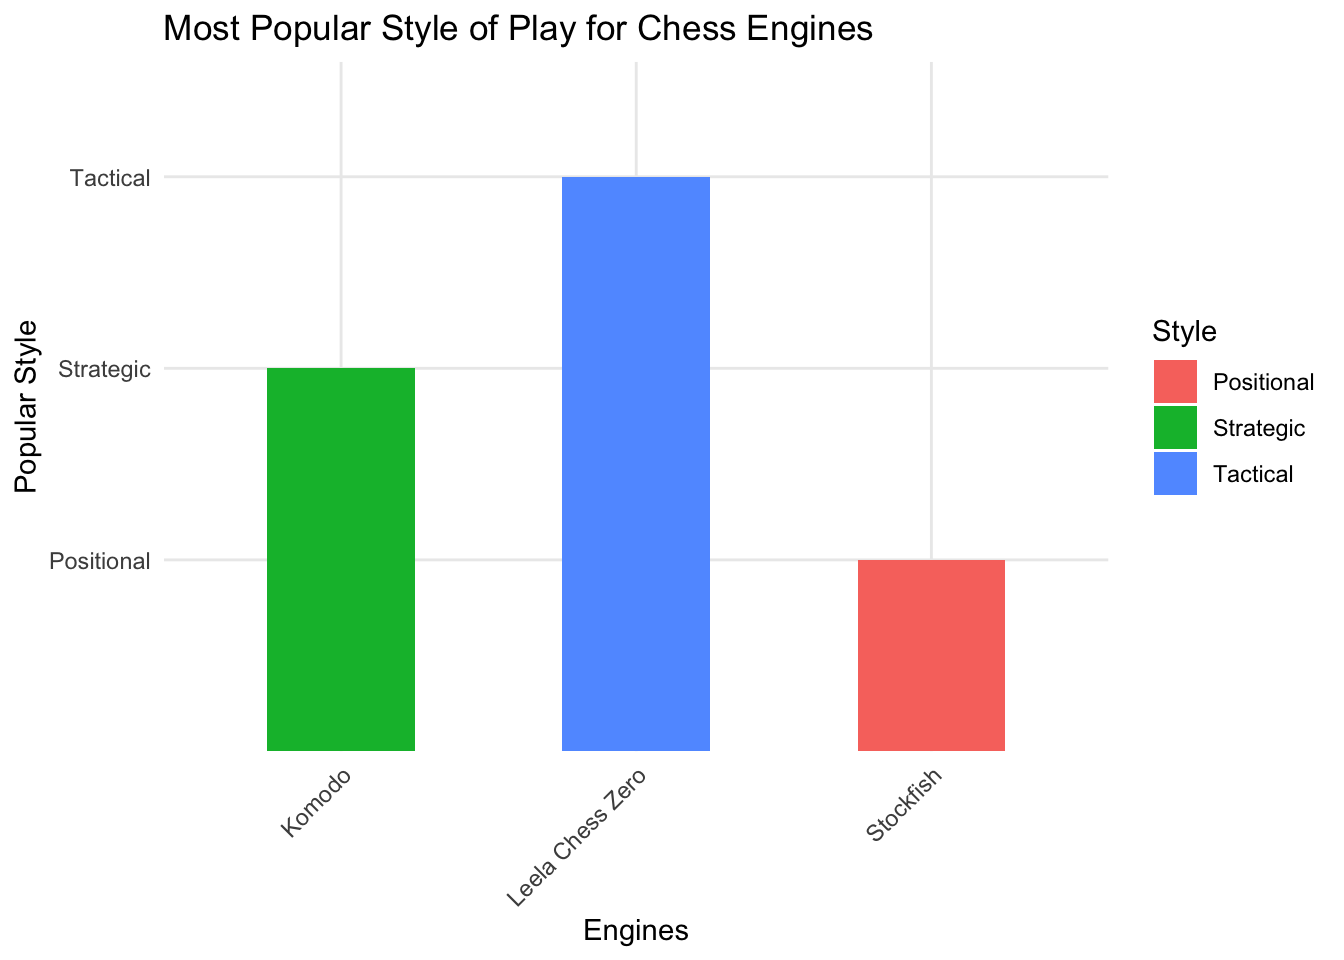 Most Popular Style of Play for Chess Engines
Popular Style
Tactical
Strategic
Positional
Komodo
Leela Chess Zero
Stockfish
Engines
Style
Positional
Strategic
Tactical